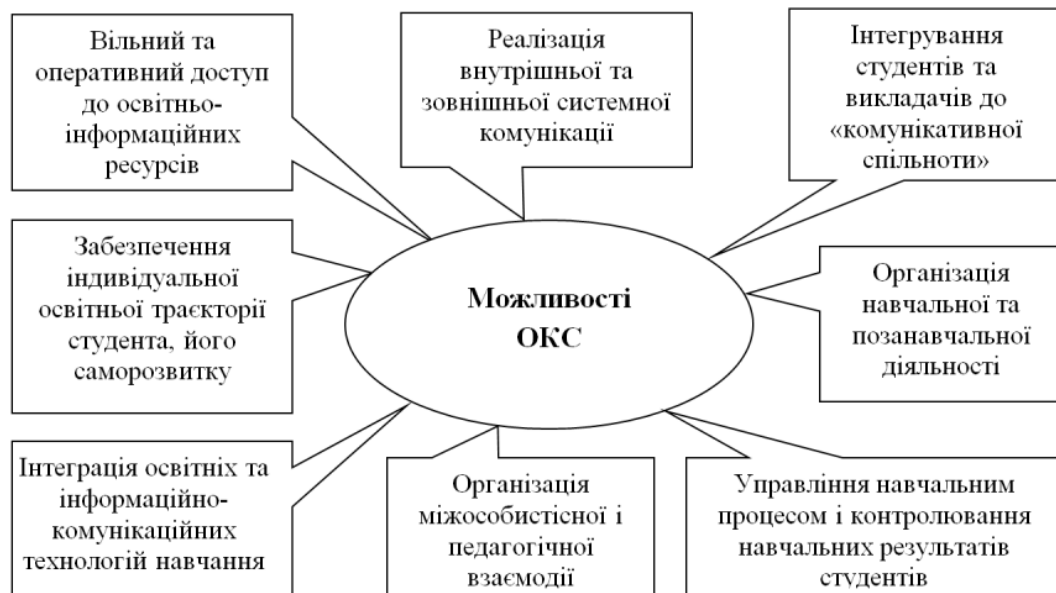 Вільний та
оперативний доступ
до освітньо-
інформаційних
ресурсів
Реалізація
внутрішньої та
зовнішньої системної
комунікації
Інтегрування
студентів та
викладачів до
«комунікативної
спільноти»
Забезпечення
індивідуальної
освітньої траєкторії
студента, його
саморозвитку
Можливості
ОКС
Організація
навчальної та
позанавчальної
діяльності
Інтеграція освітніх та
інформаційно-
комунікаційних
технологій навчання
Організація
міжособистісної і
педагогічної
взаємодії
Управління навчальним
процесом і контролювання
навчальних результатів
студентів